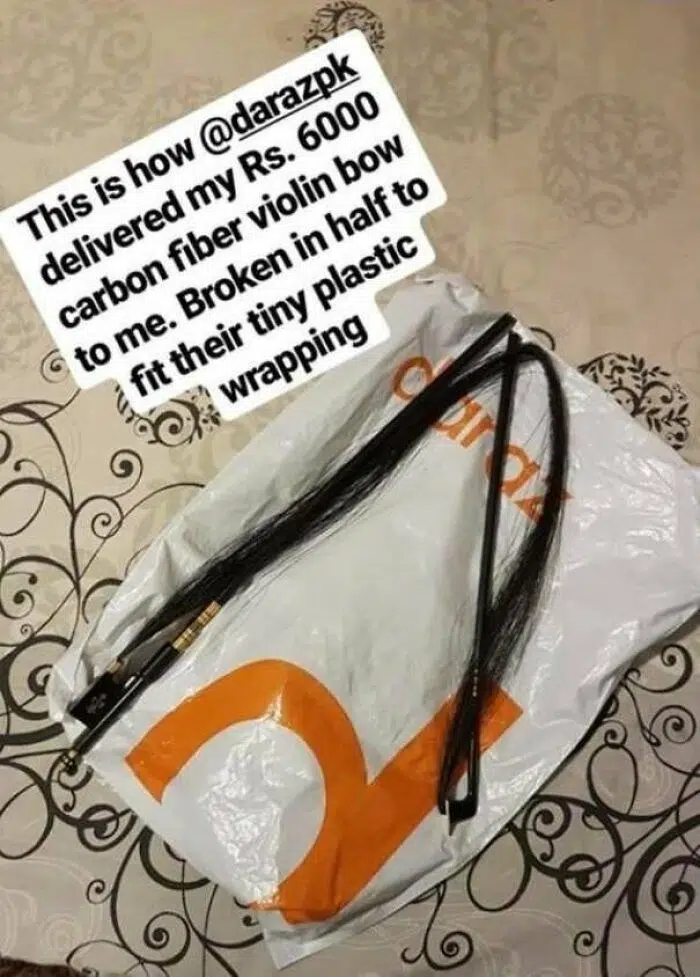 This is how @darazpk
delivered my Rs. 6000
carbon fiber violin bow
to me. Broken in half to
fit their tiny plastic
wrapping
daraz